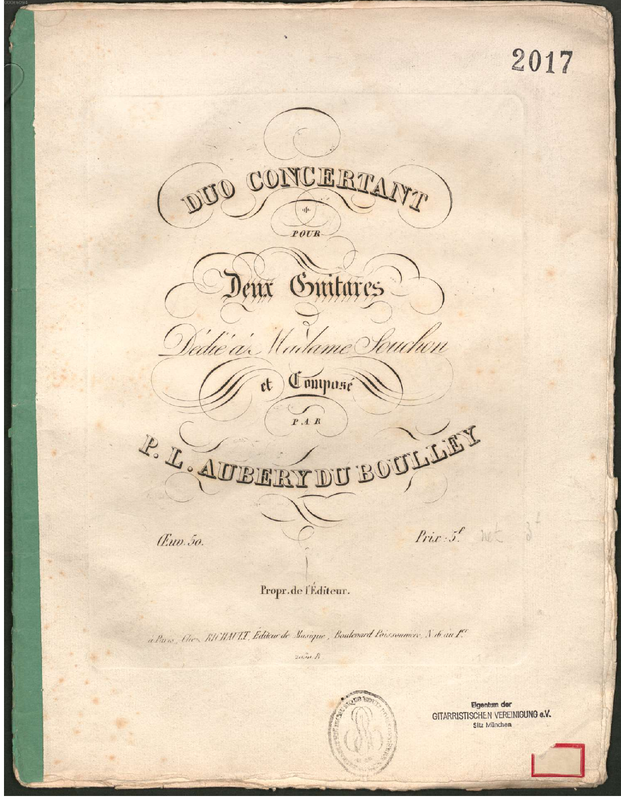 2017
DUO CONCERTANT
POUR
Deux Guitares
Dédié à Madame Souchon
et Composé
PAR
P. L. AUBERY DU BOULLEY
Œuv. 50.
Prix 5f. net
Propr. de l'Éditeur.
à Paris, Chez RICHAULT, Éditeur de Musique, Boulevard Poissonnière, N. 16 au 1er.
Eigentum der
GITARRISTISCHEN VEREINIGUNG e.V.
Sitz München